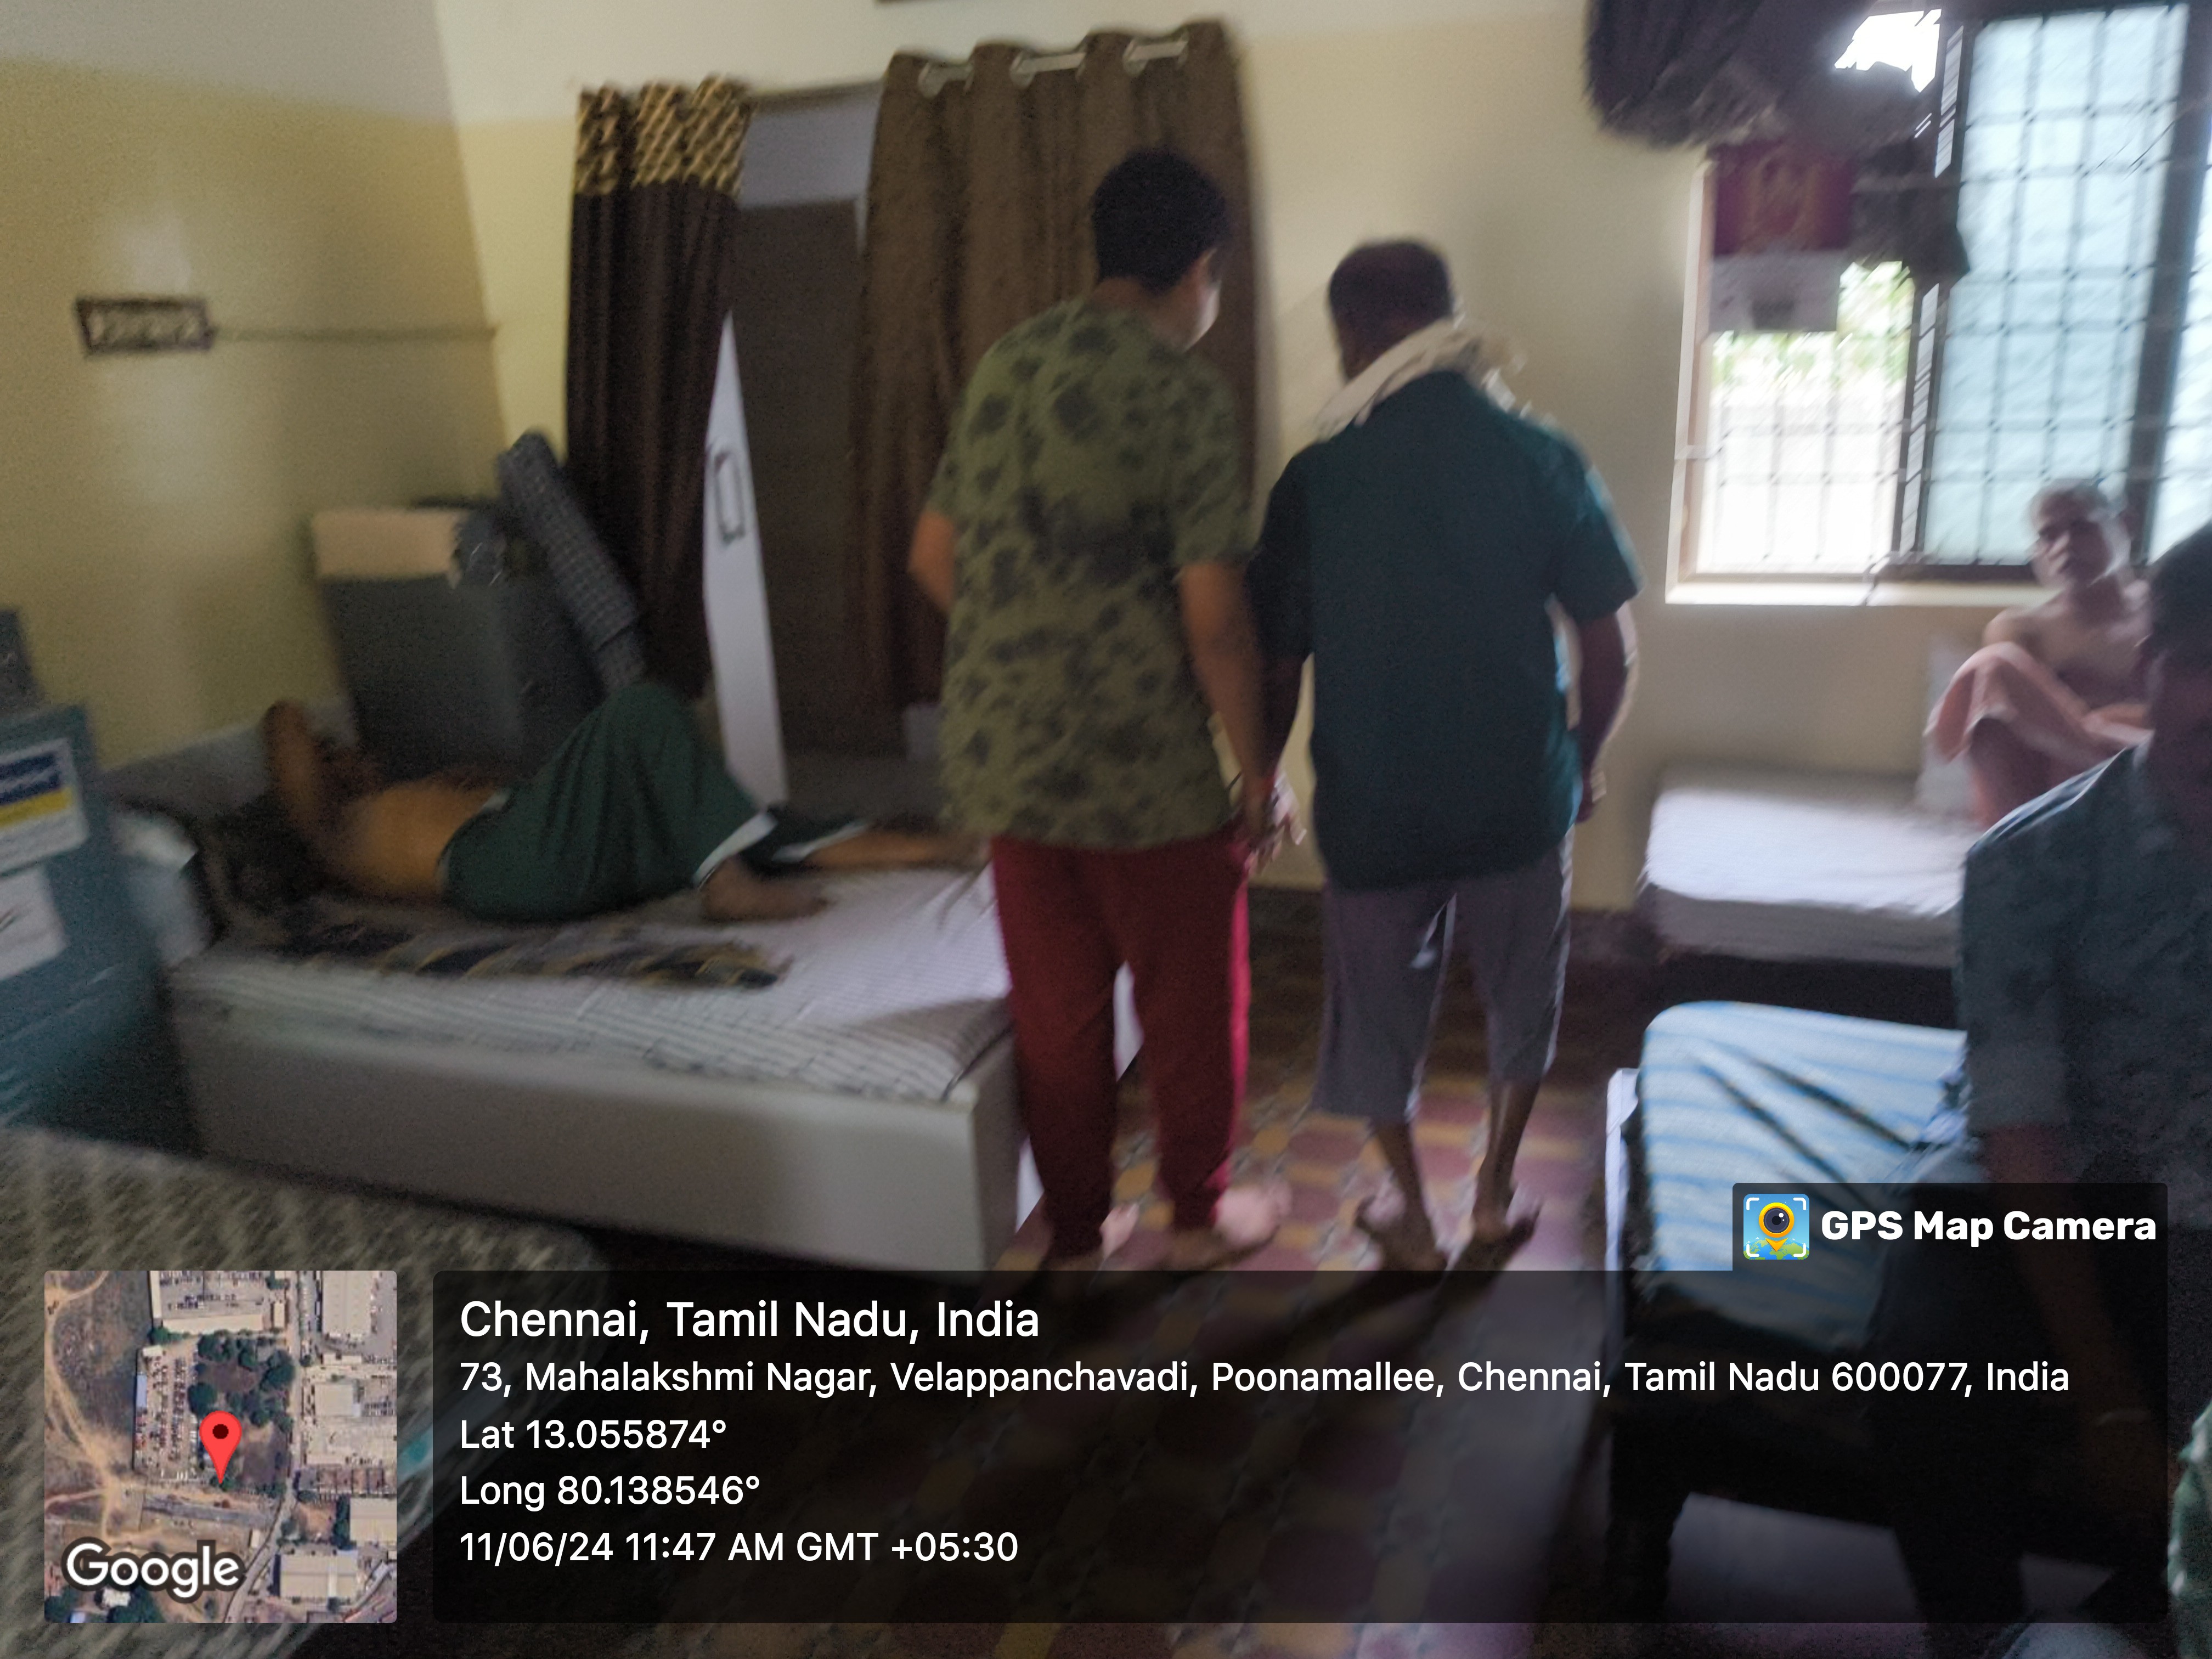 GPS Map Camera
Chennai, Tamil Nadu, India
73, Mahalakshmi Nagar, Velappanchavadi, Poonamallee, Chennai, Tamil Nadu 600077, India
Lat 13.055874°
Long 80.138546°
11/06/24 11:47 AM GMT +05:30
Google